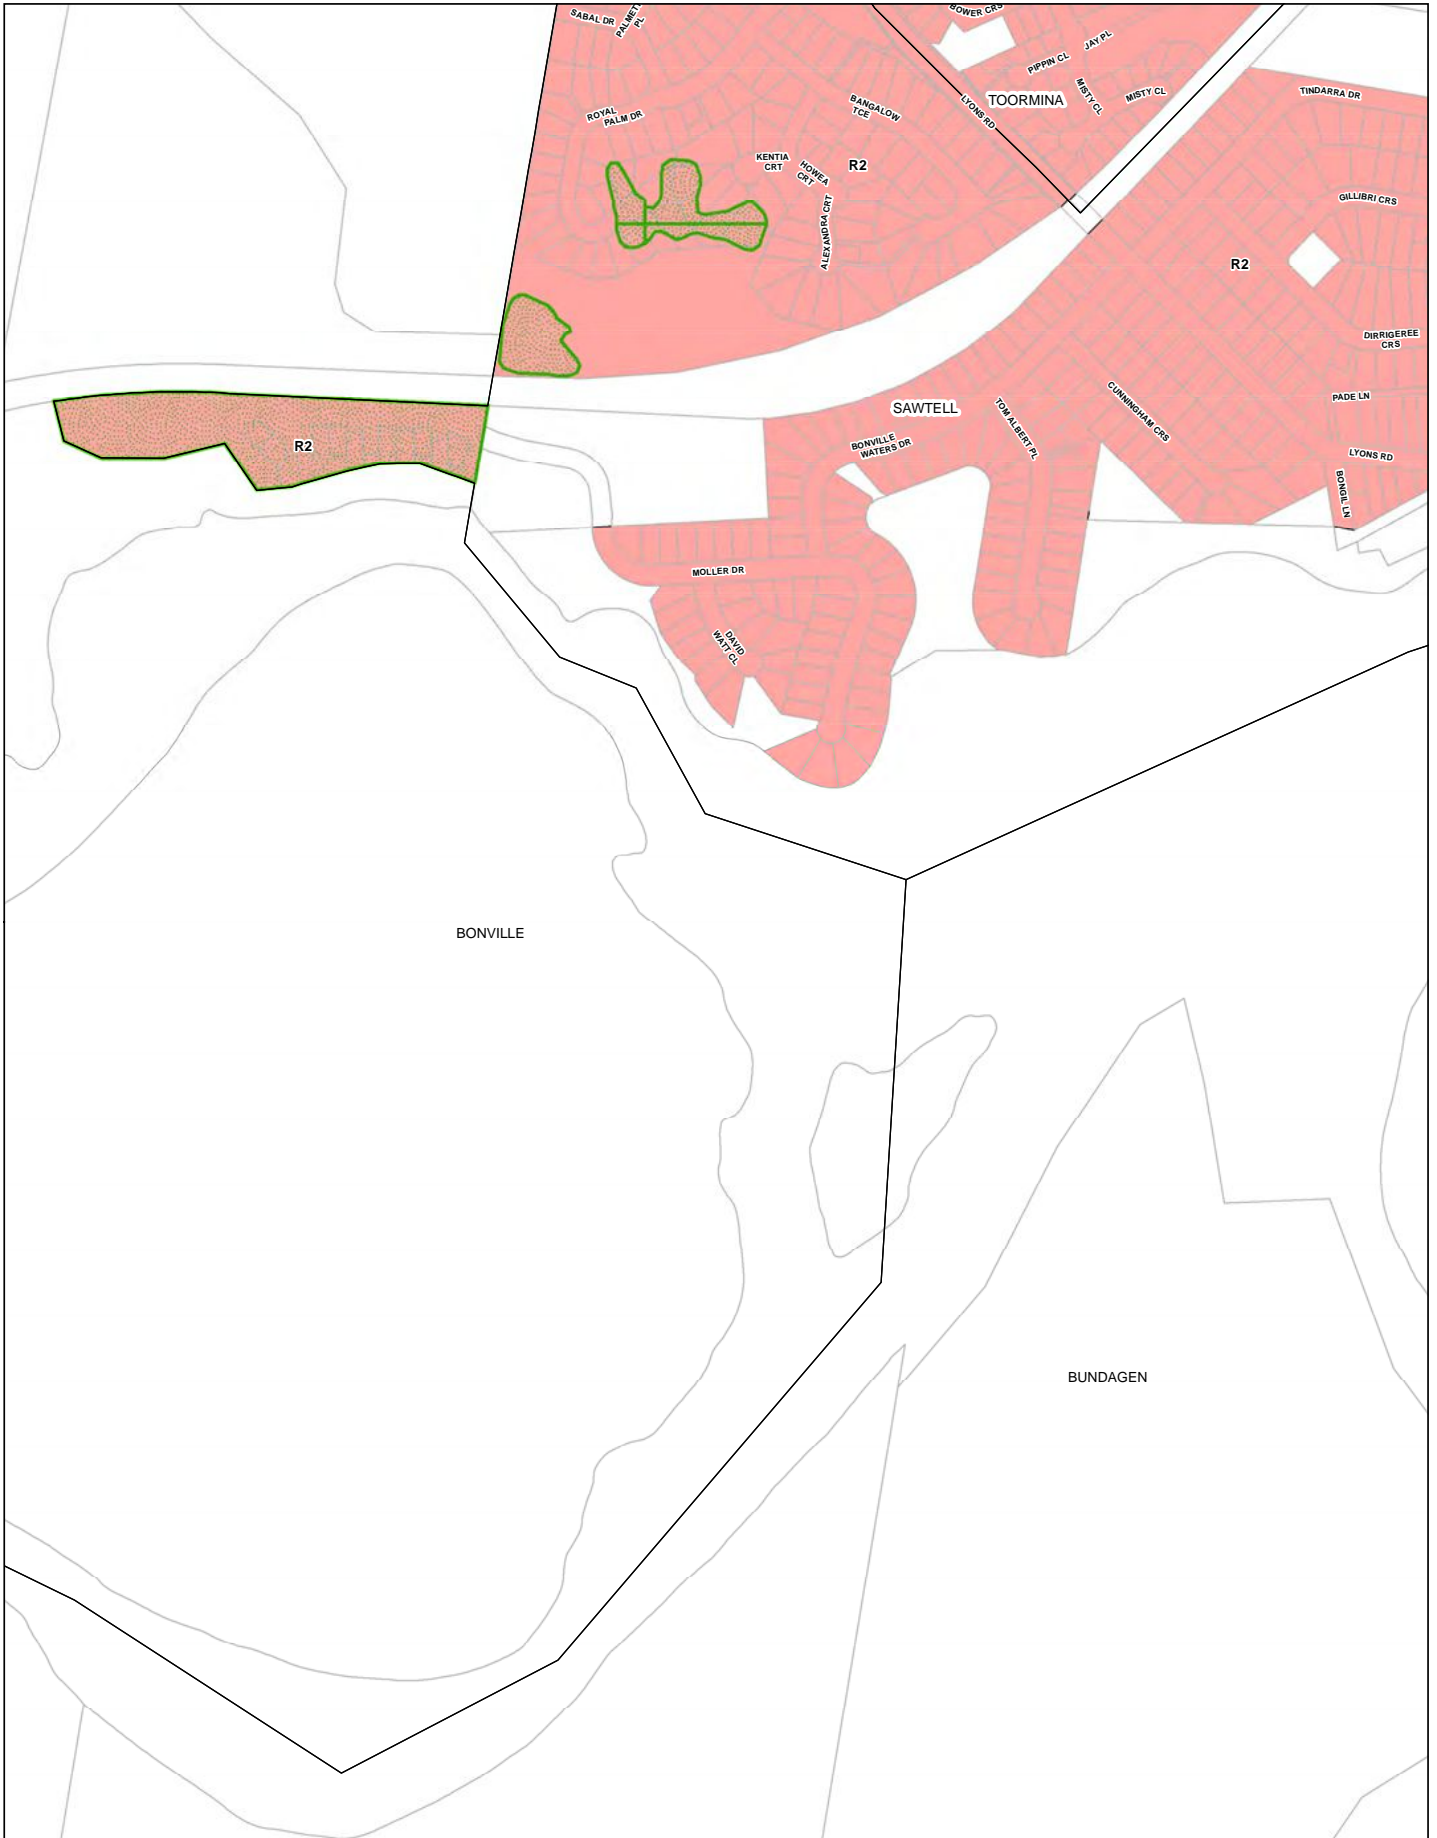 SABAL DR
PL
BOWER CRS
JAY PL
PIPPIN CL
MISTY CL
MISTY CL
TOORMINA
TINDARRA DR
LYONS RD
BANGALOW
TCE
ROYAL
PALM DR
KENTIA
CRT
HOWEA
CRT
R2
ALEXANDRA CRT
GILLIBRI CRS
R2
DIRRIGEREE
CRS
PADE LN
CUNNINGHAM CRS
SAWTELL
TOM ALBERT PL
BONVILLE
WATERS DR
R2
LYONS RD
BONGIL LN
MOLLER DR
DAVID
WATT CL
BONVILLE
BUNDAGEN